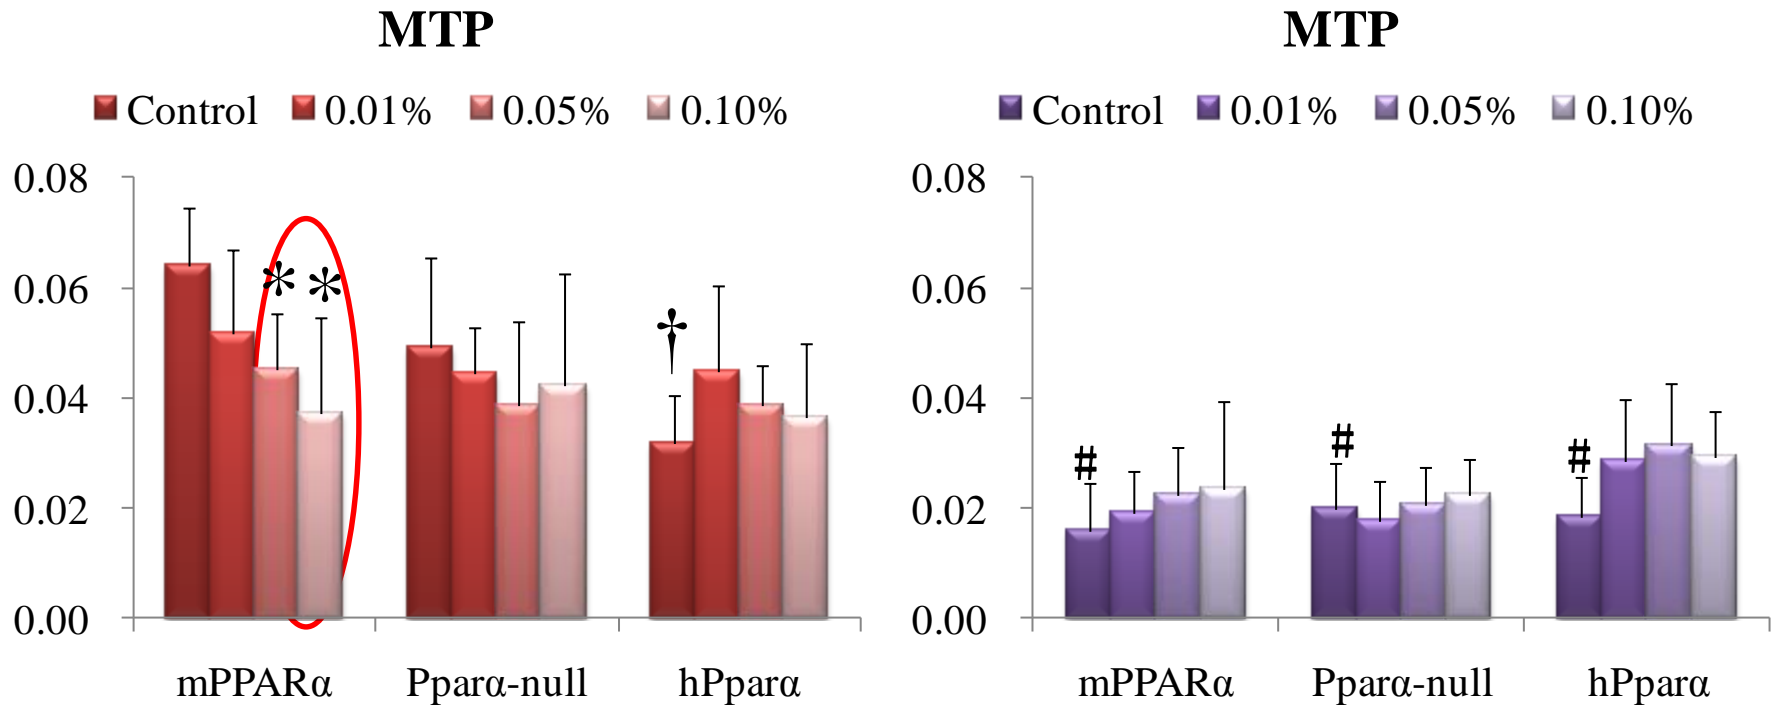 MTP
Control 0.01% 0.05% 0.10%
0.08
0.06
0.04
0.02
0.00
* *
†
mPPARα Pparα-null hPparα
MTP
Control 0.01% 0.05% 0.10%
0.08
0.06
0.04
0.02
0.00
# # #
mPPARα Pparα-null hPparα